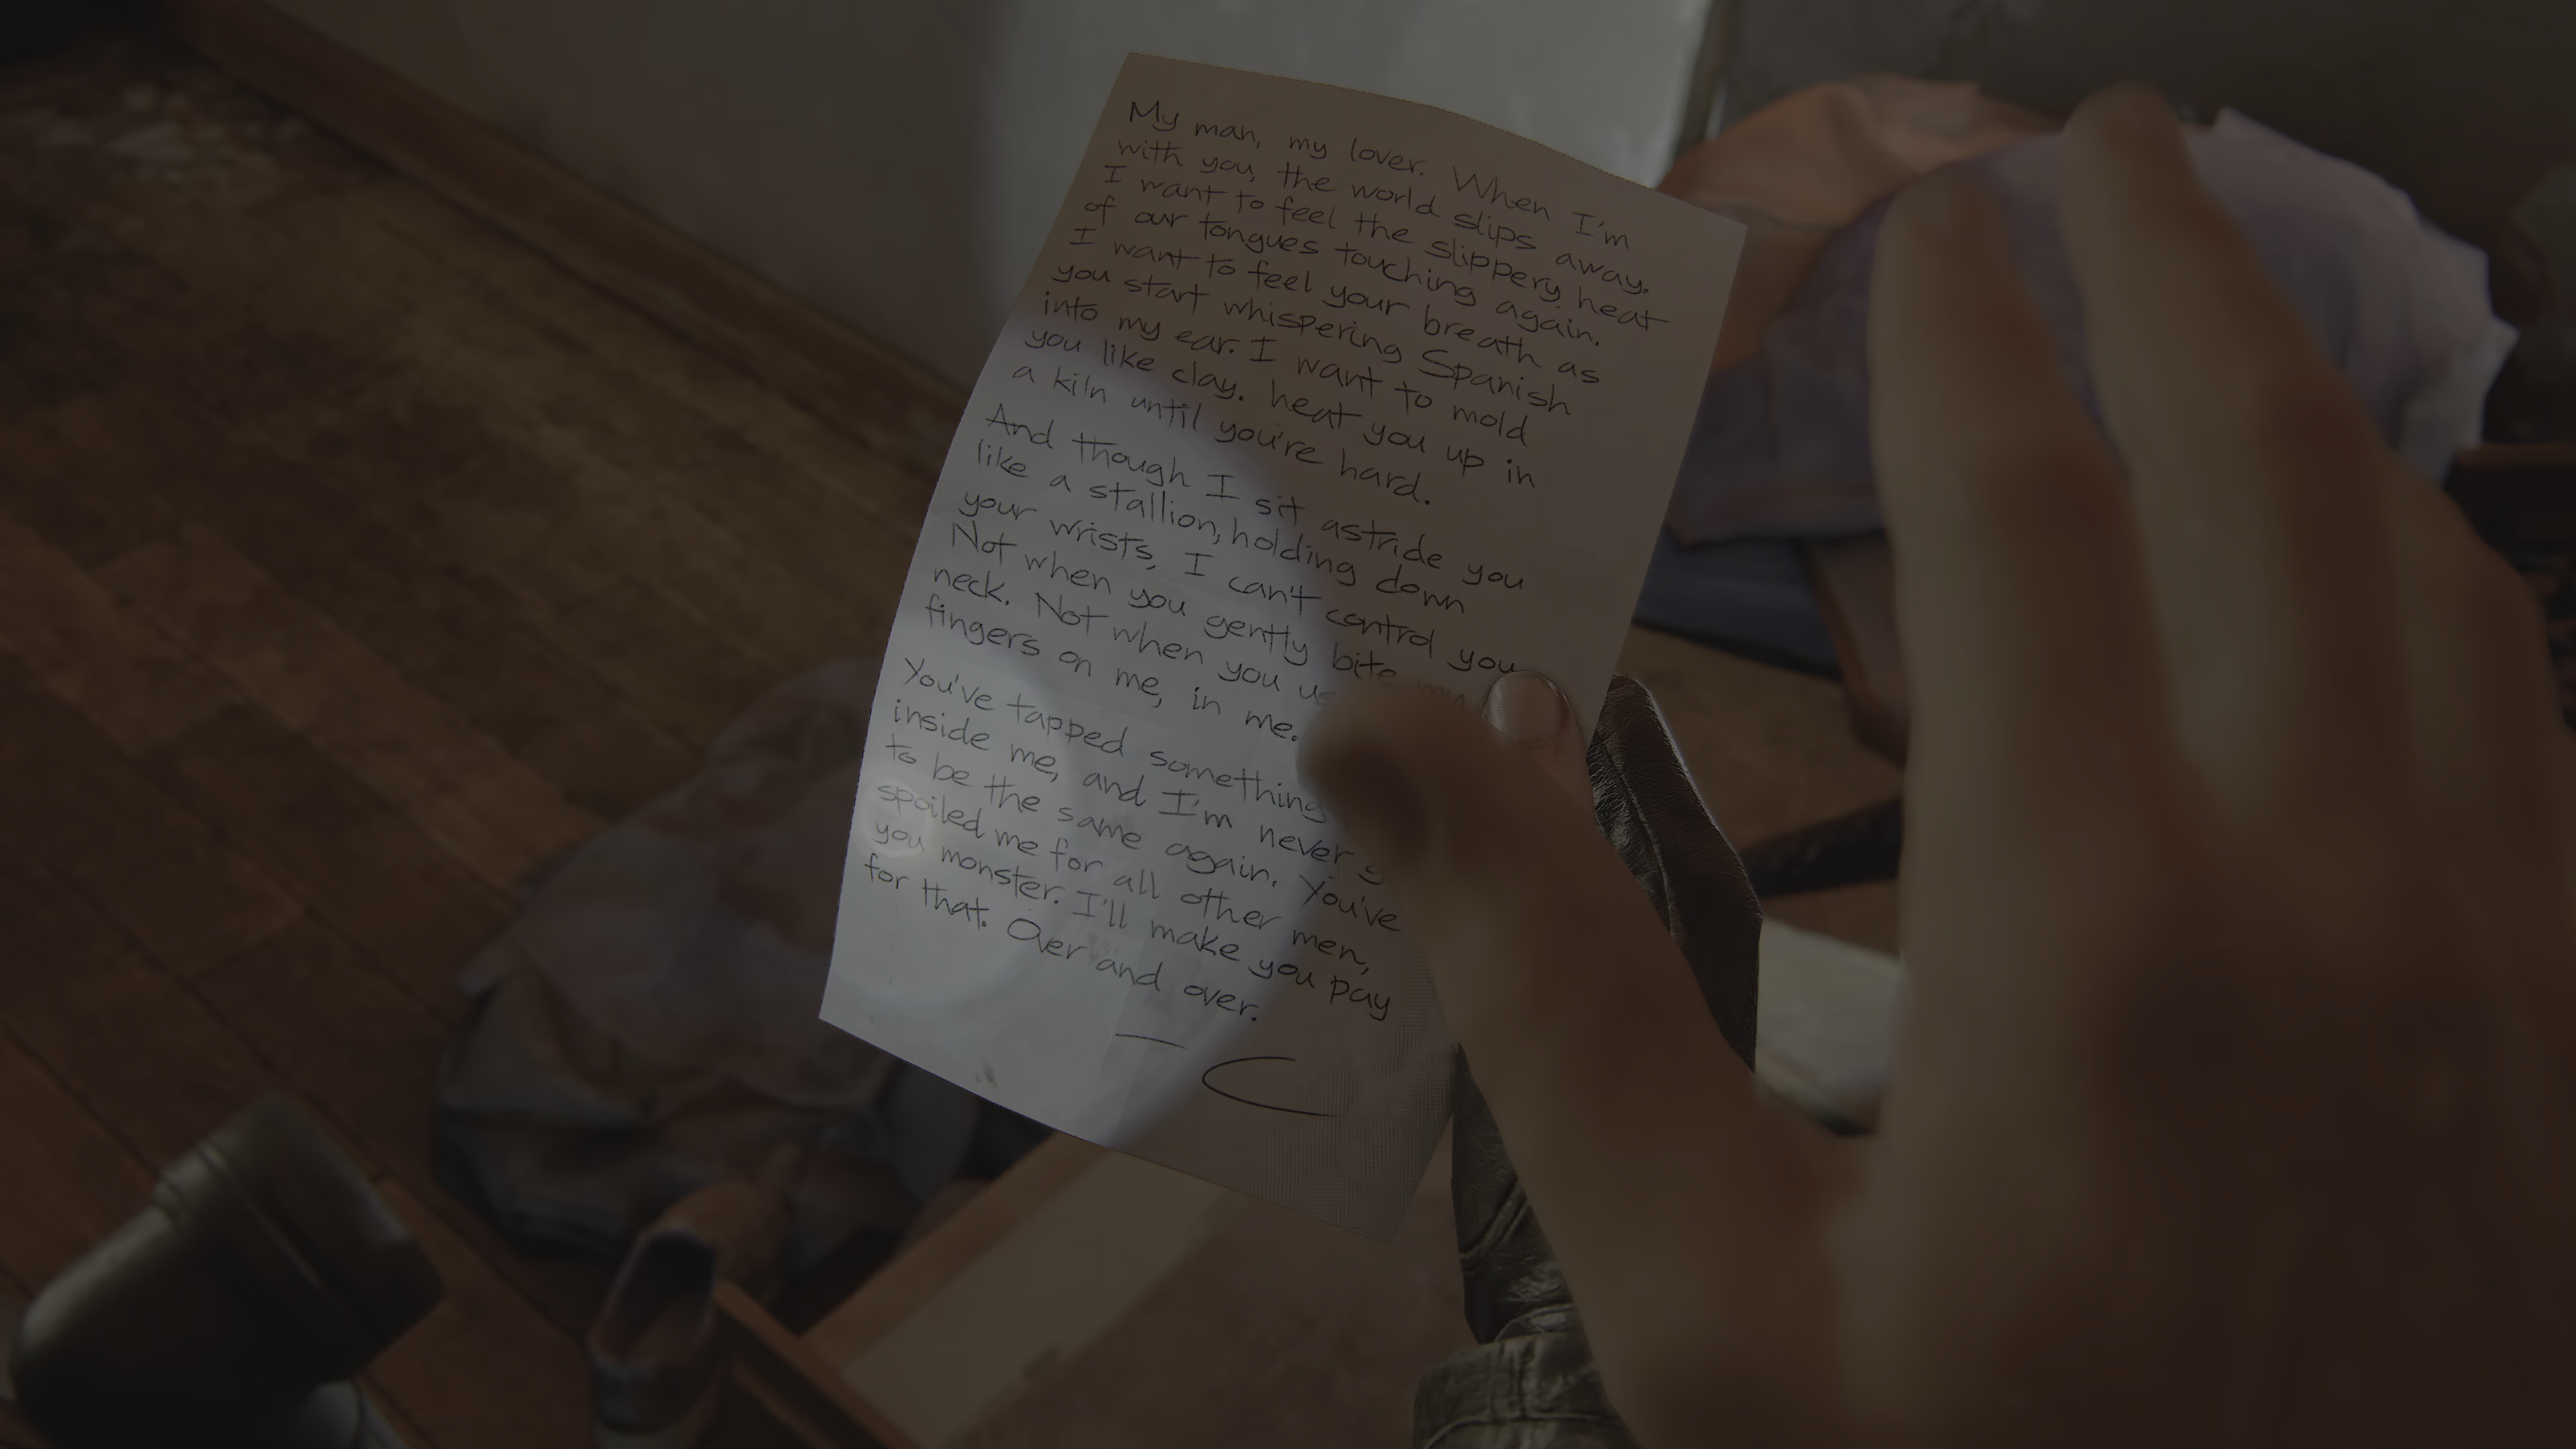 My man, my lover. When I'm
with you, the world slips away.
I want to feel the slippery heat
of our tongues touching again.
I want to feel your breath as
you start whispering Spanish
into my ear. I want to mold
you like clay. heat you up in
a kiln until you're hard.
And though I sit astride you
like a stallion, holding down
your wrists, I can't control you
Not when you gently bite my
neck. Not when you
fingers on me, in me.
You've tapped something
inside me, and I'm never
to be the same again. You've
spoiled me for all other men,
you monster. I'll make you pay
for that. Over and over.
— C